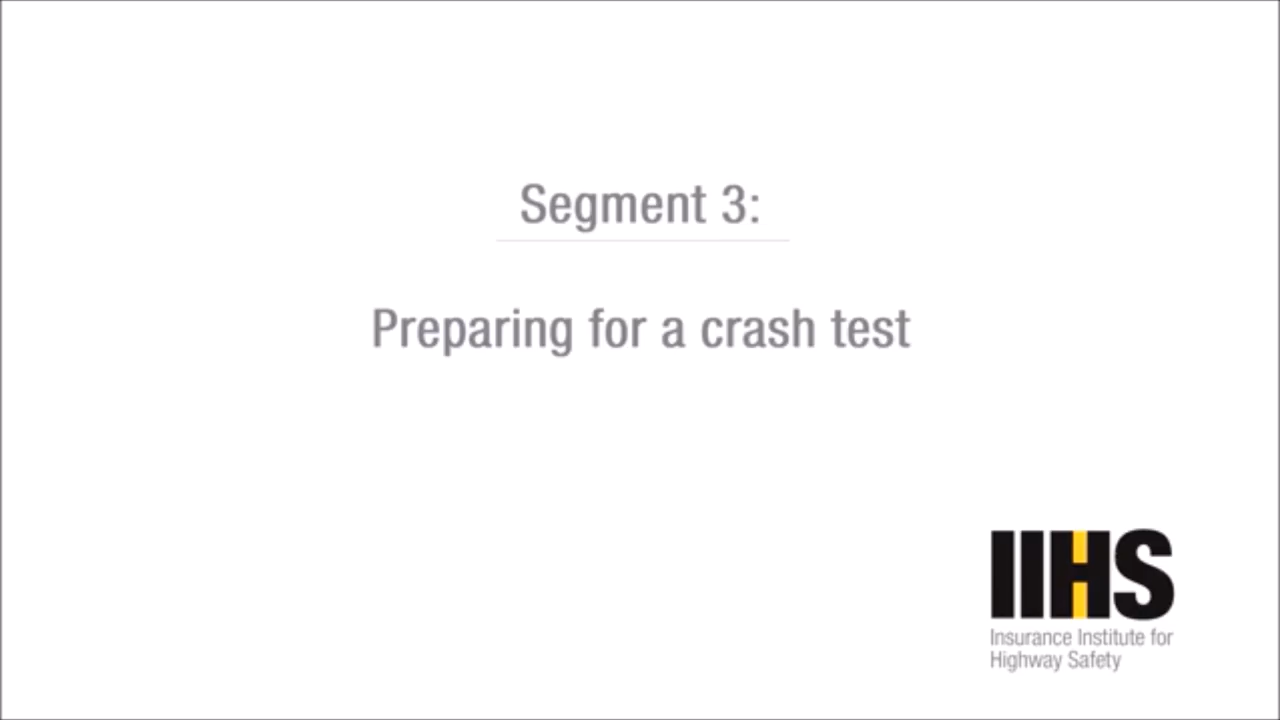 Segment 3:
Preparing for a crash test
IIHS
Insurance Institute for
Highway Safety